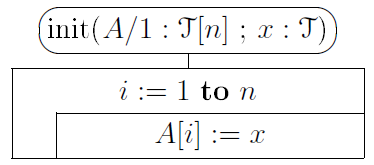 init(A/1 : 𝒯[n] ; x : 𝒯)
i := 1 to n
A[i] := x